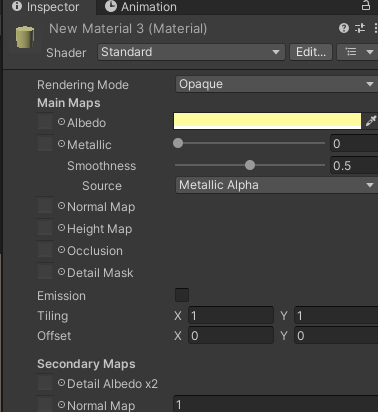 Inspector Animation
New Material 3 (Material)
Shader Standard Edit...
Rendering Mode Opaque
Main Maps
Albedo
Metallic 0
Smoothness 0.5
Source Metallic Alpha
Normal Map
Height Map
Occlusion
Detail Mask
Emission
Tiling X 1 Y 1
Offset X 0 Y 0
Secondary Maps
Detail Albedo x2
Normal Map 1